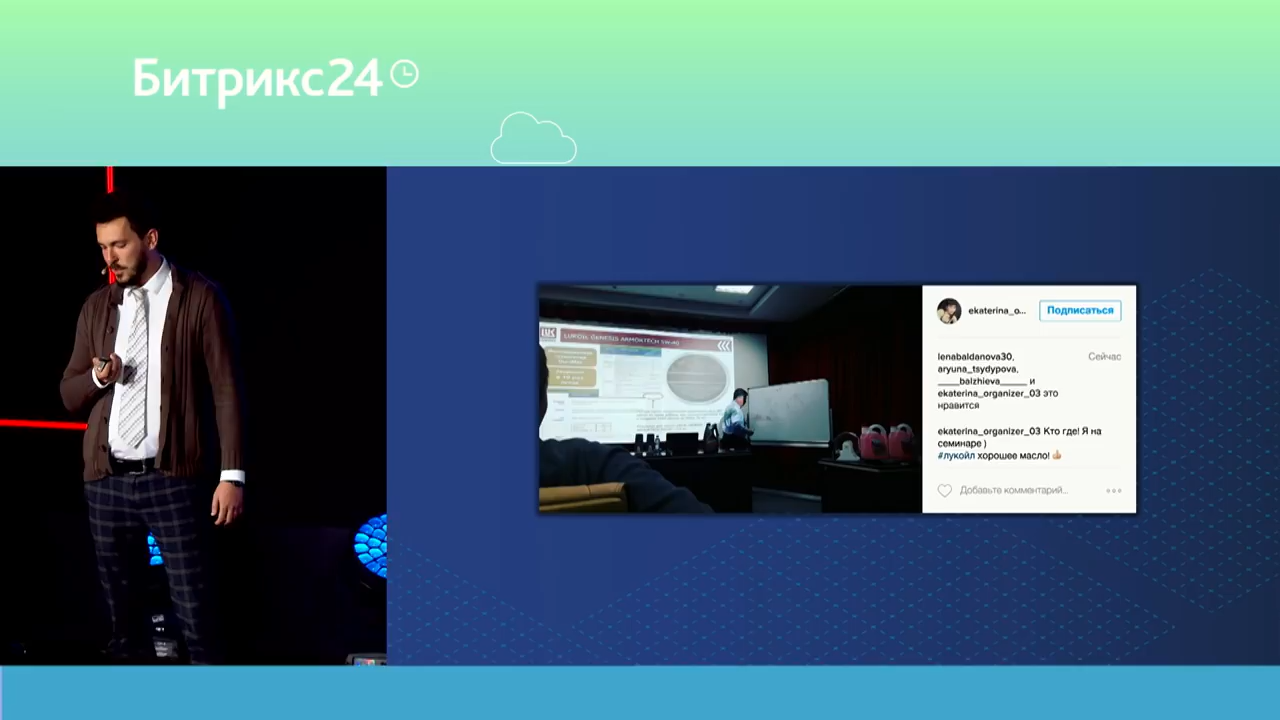 Битрикс24
LUKOIL GENESIS ARMORTECH 5W-40
ekaterina_o...
Подписаться
lenabaldanova30,
Сейчас
aryuna_tsydypova,
_____balzhieva______ и
ekaterina_organizer_03 это
нравится
ekaterina_organizer_03 Кто где! Я на
семинаре )
#лукойл хорошее масло!👍🏼
Добавьте комментарий...